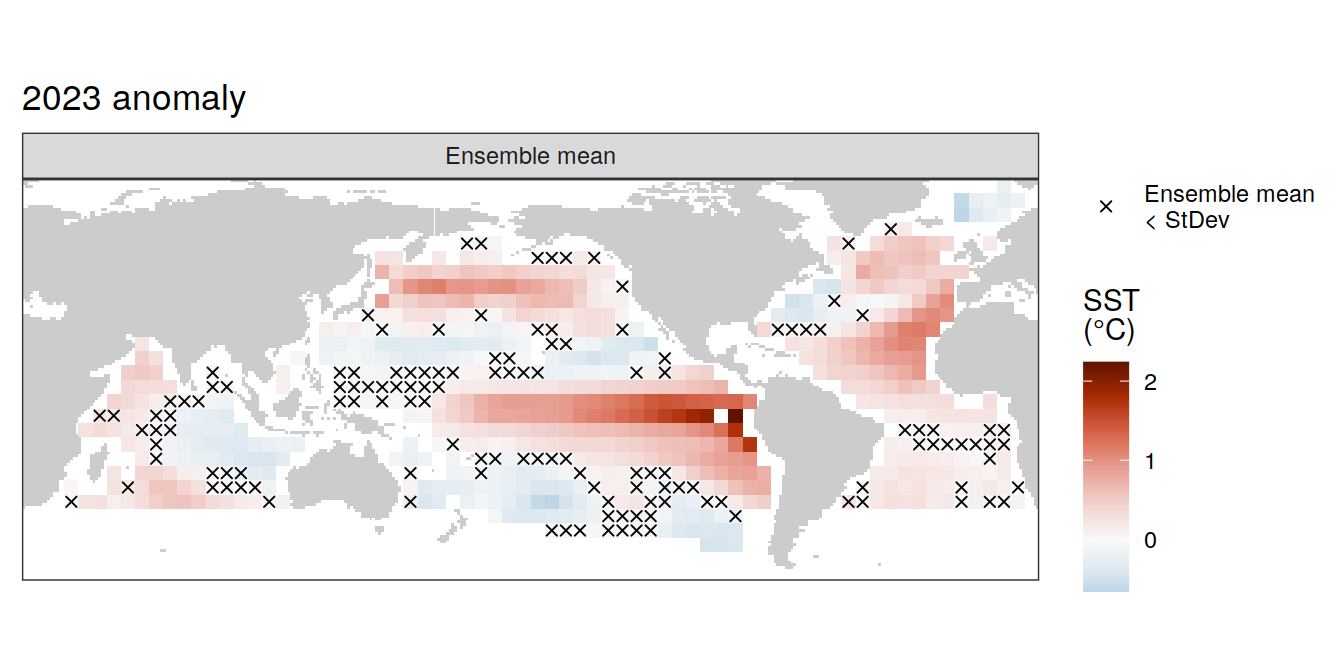 2023 anomaly
Ensemble mean
Ensemble mean
< StDev
SST
(°C)
2
1
0